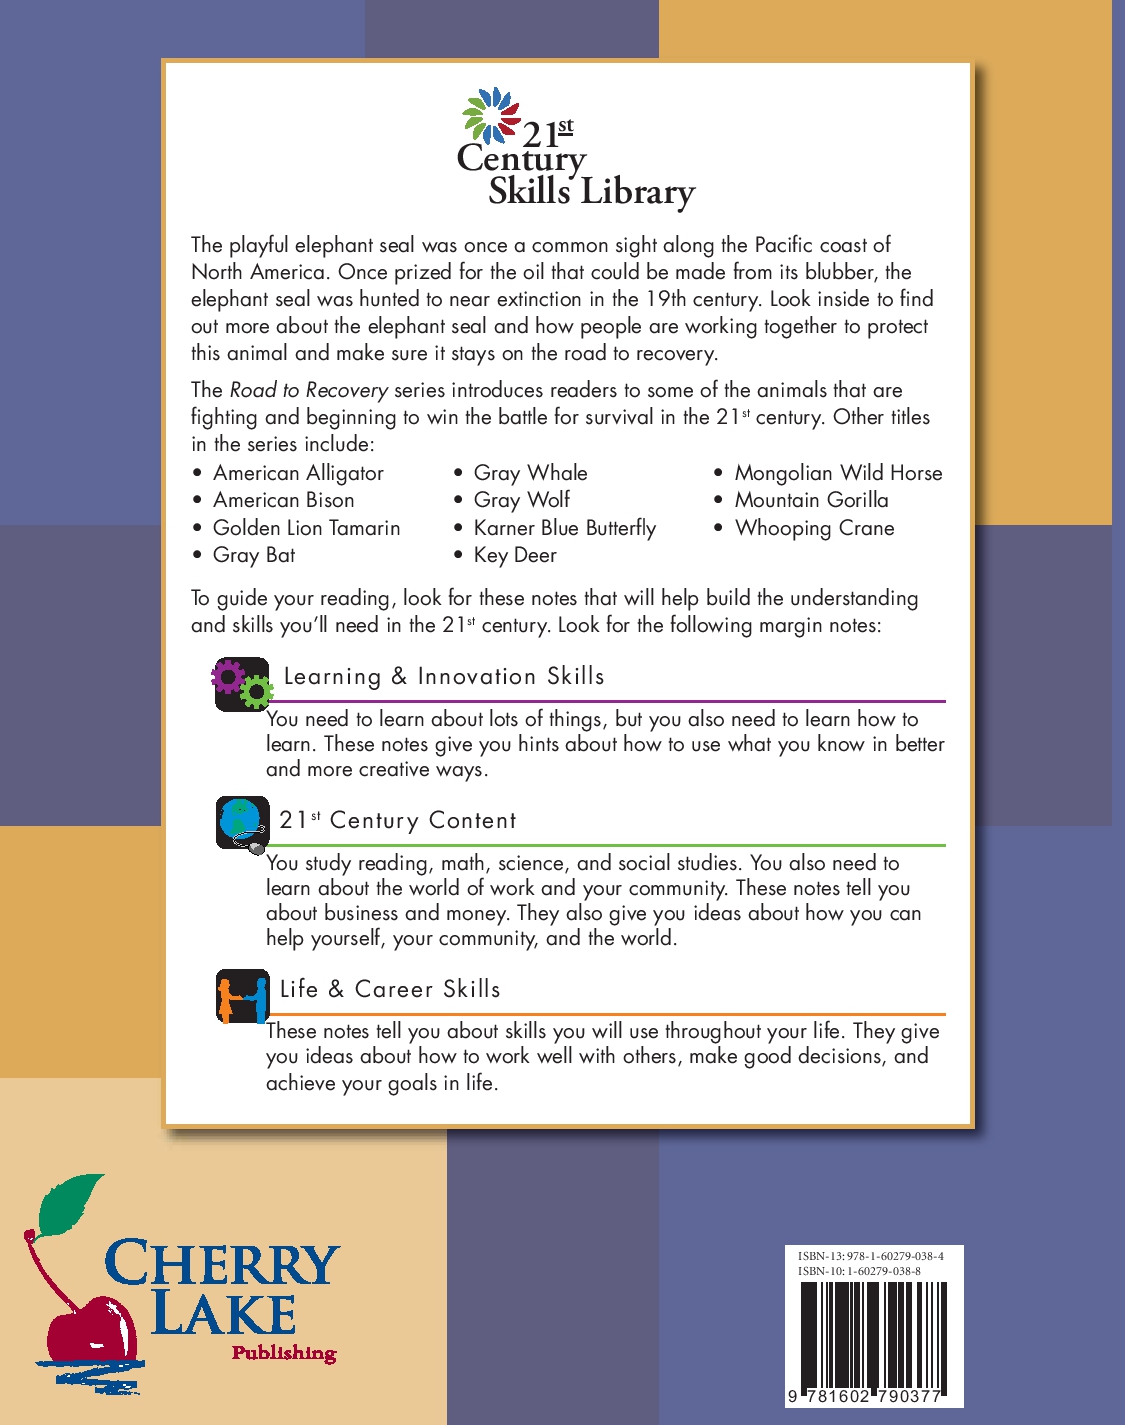 21st
Century
Skills Library
The playful elephant seal was once a common sight along the Pacific coast of
North America. Once prized for the oil that could be made from its blubber, the
elephant seal was hunted to near extinction in the 19th century. Look inside to find
out more about the elephant seal and how people are working together to protect
this animal and make sure it stays on the road to recovery.
The Road to Recovery series introduces readers to some of the animals that are
fighting and beginning to win the battle for survival in the 21st century. Other titles
in the series include:
• American Alligator
• American Bison
• Golden Lion Tamarin
• Gray Bat
• Gray Whale
• Gray Wolf
• Karner Blue Butterfly
• Key Deer
• Mongolian Wild Horse
• Mountain Gorilla
• Whooping Crane
To guide your reading, look for these notes that will help build the understanding
and skills you'll need in the 21st century. Look for the following margin notes:
Learning & Innovation Skills
You need to learn about lots of things, but you also need to learn how to
learn. These notes give you hints about how to use what you know in better
and more creative ways.
21st Century Content
You study reading, math, science, and social studies. You also need to
learn about the world of work and your community. These notes tell you
about business and money. They also give you ideas about how you can
help yourself, your community, and the world.
Life & Career Skills
These notes tell you about skills you will use throughout your life. They give
you ideas about how to work well with others, make good decisions, and
achieve your goals in life.
CHERRY
LAKE
Publishing
ISBN-13: 978-1-60279-038-4
ISBN-10: 1-60279-038-8
9 781602 790377